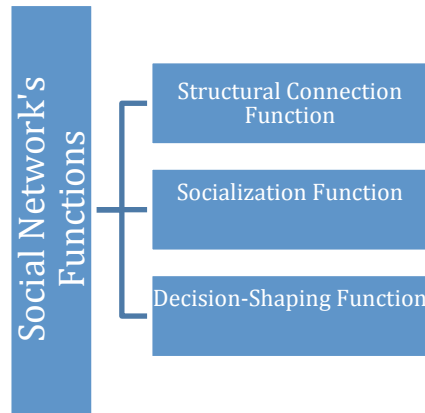 Social Network's
Functions
Structural Connection
Function
Socialization Function
Decision-Shaping Function